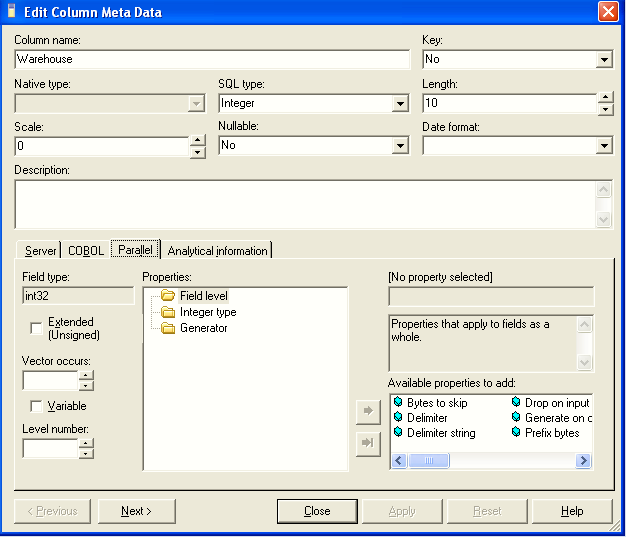 Edit Column Meta Data
Column name:
Key:
Warehouse
No
Native type:
SQL type:
Length:
Integer
10
Scale:
Nullable:
Date format:
0
No
Description:
Server
COBOL
Parallel
Analytical information
Field type:
Properties:
[No property selected]
int32
Field level
Integer type
Generator
Extended
(Unsigned)
Properties that apply to fields as a
whole.
Vector occurs:
Variable
Level number:
Available properties to add:
Bytes to skip
Drop on input
Delimiter
Generate on o
Delimiter string
Prefix bytes
< Previous
Next >
Close
Apply
Reset
Help